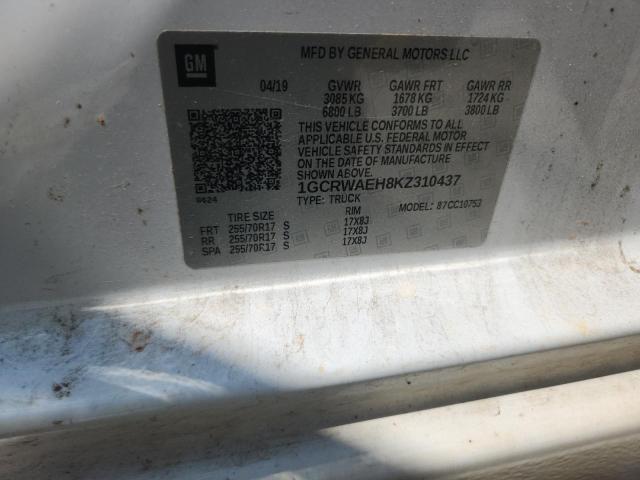 GM
MFD BY GENERAL MOTORS LLC
04/19 GVWR GAWR FRT GAWR RR
3085 KG 1678 KG 1724 KG
6800 LB 3700 LB 3800 LB
THIS VEHICLE CONFORMS TO ALL
APPLICABLE U.S. FEDERAL MOTOR
VEHICLE SAFETY STANDARDS IN EFFECT
ON THE DATE OF MANUFACTURE
SHOWN ABOVE.
1GCRWAEH8KZ310437
TYPE: TRUCK MODEL: 87CC10753
0624
TIRE SIZE RIM
FRT 255/70R17 S 17X8J
RR 255/70R17 S 17X8J
SPA 255/70R17 S 17X8J